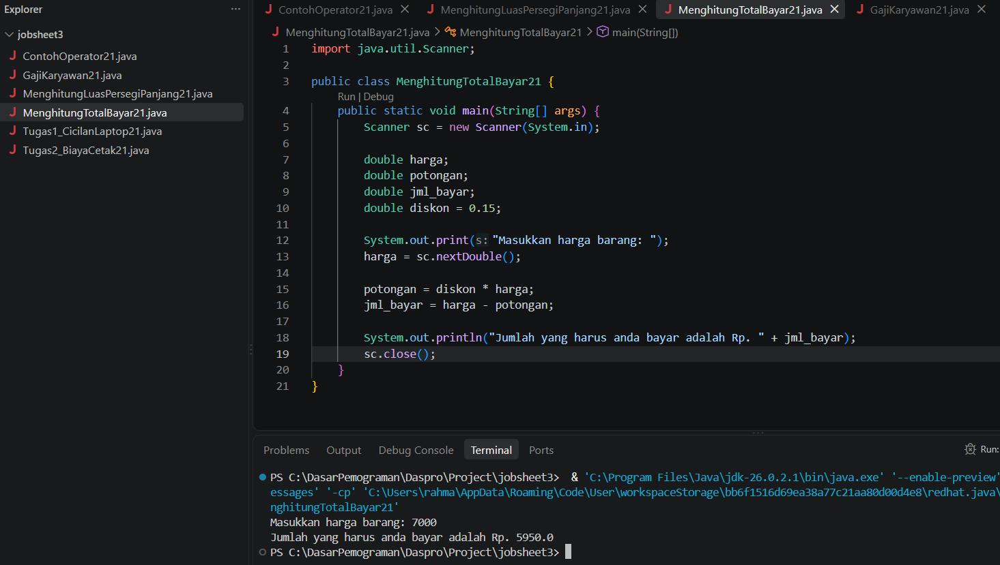 Explorer ···
jobsheet3
J ContohOperator21.java
J GajiKaryawan21.java
J MenghitungLuasPersegiPanjang21.java
J MenghitungTotalBayar21.java
J Tugas1_CicilanLaptop21.java
J Tugas2_BiayaCetak21.java
J ContohOperator21.java × J MenghitungLuasPersegiPanjang21.java × J MenghitungTotalBayar21.java × J GajiKaryawan21.java ×
J MenghitungTotalBayar21.java > MenghitungTotalBayar21 > main(String[])
1 import java.util.Scanner;
2
3 public class MenghitungTotalBayar21 {
Run | Debug
4 public static void main(String[] args) {
5 Scanner sc = new Scanner(System.in);
6
7 double harga;
8 double potongan;
9 double jml_bayar;
10 double diskon = 0.15;
11
12 System.out.print(s: "Masukkan harga barang: ");
13 harga = sc.nextDouble();
14
15 potongan = diskon * harga;
16 jml_bayar = harga - potongan;
17
18 System.out.println("Jumlah yang harus anda bayar adalah Rp. " + jml_bayar);
19 sc.close();
20 }
21 }
Problems Output Debug Console Terminal Ports Run:
PS C:\DasarPemograman\Daspro\Project\jobsheet3> & 'C:\Program Files\Java\jdk-26.0.2.1\bin\java.exe' '--enable-preview'
essages' '-cp' 'C:\Users\rahma\AppData\Roaming\Code\User\workspaceStorage\bb6f1516d69ea38a77c21aa80d00d4e8\redhat.java\
nghitungTotalBayar21'
Masukkan harga barang: 7000
Jumlah yang harus anda bayar adalah Rp. 5950.0
PS C:\DasarPemograman\Daspro\Project\jobsheet3>